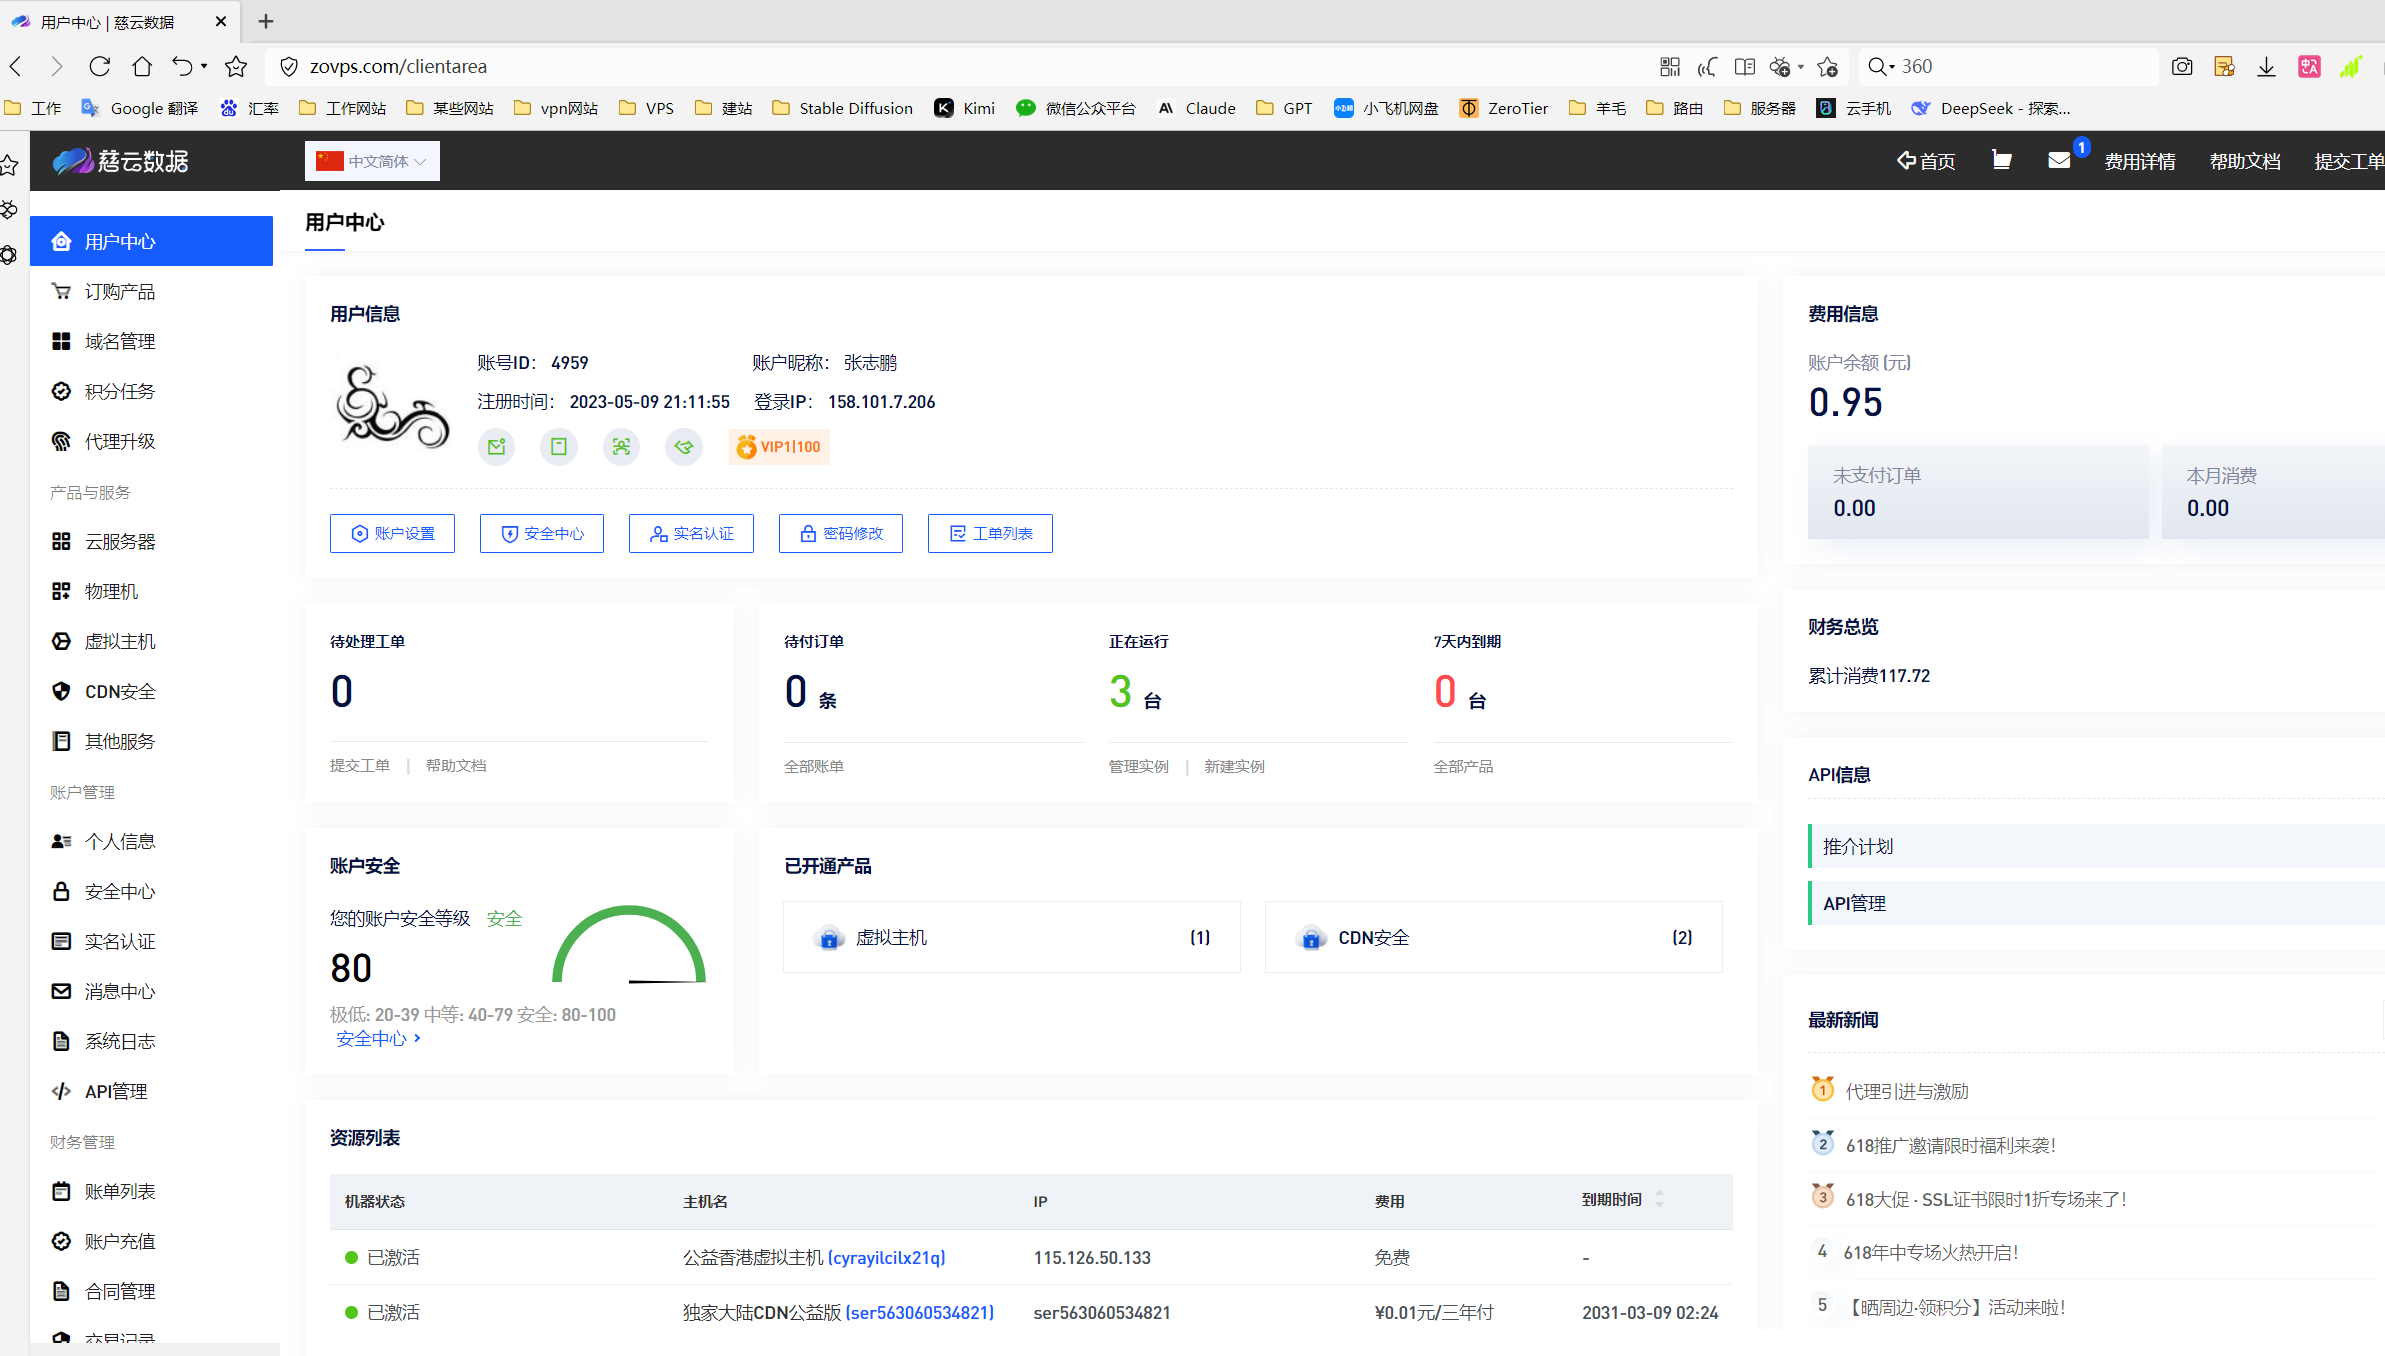 用户中心 | 慈云数据
zovps.com/clientarea
360
工作
Google 翻译
汇率
工作网站
某些网站
vpn网站
VPS
建站
Stable Diffusion
Kimi
微信公众平台
Claude
GPT
小飞机网盘
ZeroTier
羊毛
路由
服务器
云手机
DeepSeek - 探索...
慈云数据
中文简体
首页
1
费用详情
帮助文档
提交工单
用户中心
订购产品
域名管理
积分任务
代理升级
产品与服务
云服务器
物理机
虚拟主机
CDN安全
其他服务
账户管理
个人信息
安全中心
实名认证
消息中心
系统日志
API管理
财务管理
账单列表
账户充值
合同管理
交易记录
用户中心
用户信息
账号ID: 4959
账户昵称: 张志鹏
注册时间: 2023-05-09 21:11:55
登录IP: 158.101.7.206
VIP1|100
账户设置
安全中心
实名认证
密码修改
工单列表
待处理工单
0
提交工单 | 帮助文档
待付订单
0 条
全部账单
正在运行
3 台
管理实例 | 新建实例
7天内到期
0 台
全部产品
账户安全
您的账户安全等级 安全
80
极低: 20-39 中等: 40-79 安全: 80-100
安全中心 >
已开通产品
虚拟主机 (1)
CDN安全 (2)
资源列表
机器状态 主机名 IP 费用 到期时间
已激活 公益香港虚拟主机 (cyrayilcilx21q) 115.126.50.133 免费 -
已激活 独家大陆CDN公益版 (ser563060534821) ser563060534821 ¥0.01元/三年付 2031-03-09 02:24
费用信息
账户余额 (元)
0.95
未支付订单
0.00
本月消费
0.00
财务总览
累计消费117.72
API信息
推介计划
API管理
最新新闻
1 代理引进与激励
2 618推广邀请限时福利来袭!
3 618大促 · SSL证书限时1折专场来了!
4 618年中专场火热开启!
5 【晒周边·领积分】活动来啦!